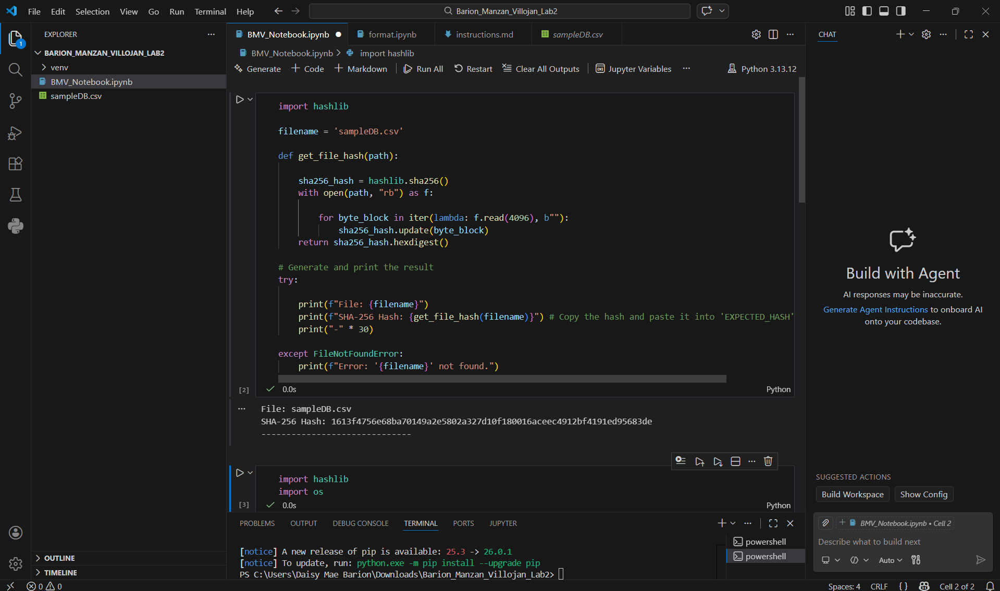 File Edit Selection View Go Run Terminal Help
Barion_Manzan_Villojan_Lab2
EXPLORER
BARION_MANZAN_VILLOJAN_LAB2
venv
BMV_Notebook.ipynb
sampleDB.csv
OUTLINE
TIMELINE
1
BMV_Notebook.ipynb format.ipynb instructions.md sampleDB.csv
BMV_Notebook.ipynb > import hashlib
Generate + Code + Markdown Run All Restart Clear All Outputs Jupyter Variables ... Python 3.13.12
import hashlib
filename = 'sampleDB.csv'
def get_file_hash(path):
sha256_hash = hashlib.sha256()
with open(path, "rb") as f:
for byte_block in iter(lambda: f.read(4096), b""):
sha256_hash.update(byte_block)
return sha256_hash.hexdigest()
# Generate and print the result
try:
print(f"File: {filename}")
print(f"SHA-256 Hash: {get_file_hash(filename)}") # Copy the hash and paste it into 'EXPECTED_HASH'
print("-" * 30)
except FileNotFoundError:
print(f"Error: '{filename}' not found.")
[2] 0.0s Python
File: sampleDB.csv
SHA-256 Hash: 1613f4756e68ba70149a2e5802a327d10f180016aceec4912bf4191ed95683de
------------------------------
import hashlib
import os
[3] 0.0s Python
PROBLEMS OUTPUT DEBUG CONSOLE TERMINAL PORTS JUPYTER
[notice] A new release of pip is available: 25.3 -> 26.0.1
[notice] To update, run: python.exe -m pip install --upgrade pip
PS C:\Users\Daisy Mae Barion\Downloads\Barion_Manzan_Villojan_Lab2>
powershell
powershell
CHAT
Build with Agent
AI responses may be inaccurate.
Generate Agent Instructions to onboard AI
onto your codebase.
SUGGESTED ACTIONS
Build Workspace Show Config
BMV_Notebook.ipynb • Cell 2
Describe what to build next
Auto
0 0 Spaces: 4 CRLF { } Cell 2 of 2